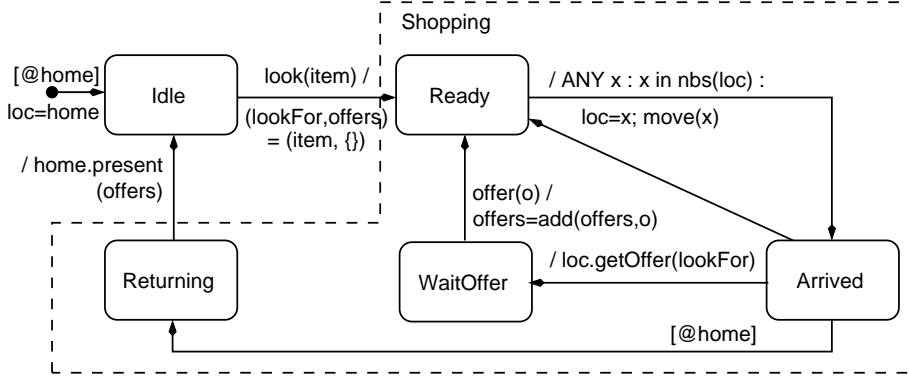 Shopping
[@home]
loc=home
Idle
look(item) /
(lookFor,offers)
= (item, {})
Ready
/ ANY x : x in nbs(loc) :
loc=x; move(x)
/ home.present
(offers)
offer(o) /
offers=add(offers,o)
Returning
WaitOffer
/ loc.getOffer(lookFor)
Arrived
[@home]